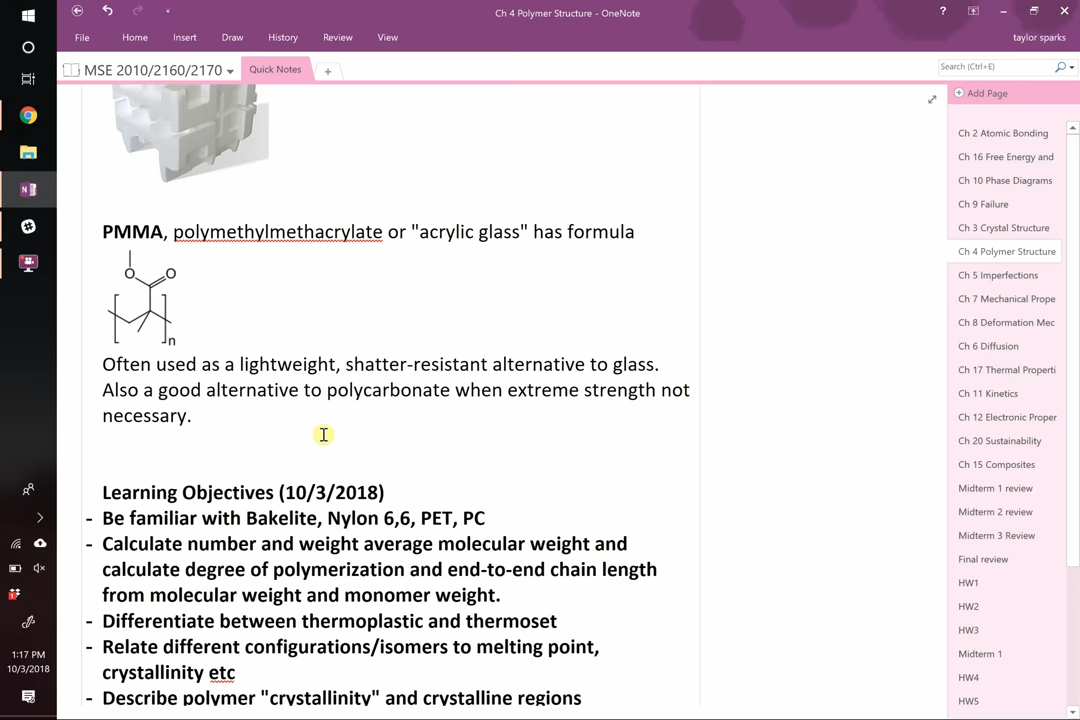 Ch 4 Polymer Structure - OneNote
?
File
Home
Insert
Draw
History
Review
View
taylor sparks
MSE 2010/2160/2170
Quick Notes
+
Search (Ctrl+E)
Add Page
PMMA, polymethylmethacrylate or "acrylic glass" has formula
O
O
n
Often used as a lightweight, shatter-resistant alternative to glass.
Also a good alternative to polycarbonate when extreme strength not
necessary.
Learning Objectives (10/3/2018)
- Be familiar with Bakelite, Nylon 6,6, PET, PC
- Calculate number and weight average molecular weight and
calculate degree of polymerization and end-to-end chain length
from molecular weight and monomer weight.
- Differentiate between thermoplastic and thermoset
- Relate different configurations/isomers to melting point,
crystallinity etc
- Describe polymer "crystallinity" and crystalline regions
Ch 2 Atomic Bonding
Ch 16 Free Energy and
Ch 10 Phase Diagrams
Ch 9 Failure
Ch 3 Crystal Structure
Ch 4 Polymer Structure
Ch 5 Imperfections
Ch 7 Mechanical Prope
Ch 8 Deformation Mec
Ch 6 Diffusion
Ch 17 Thermal Properti
Ch 11 Kinetics
Ch 12 Electronic Proper
Ch 20 Sustainability
Ch 15 Composites
Midterm 1 review
Midterm 2 review
Midterm 3 Review
Final review
HW1
HW2
HW3
Midterm 1
HW4
HW5
1:17 PM
10/3/2018